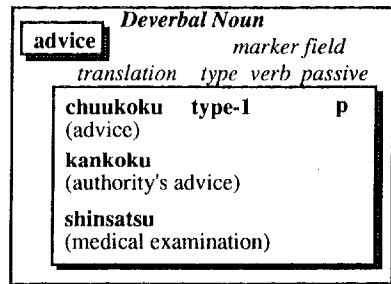 Deverbal Noun
advice
marker field
translation type verb passive
chuukoku type-1 p
(advice)
kankoku
(authority's advice)
shinsatsu
(medical examination)